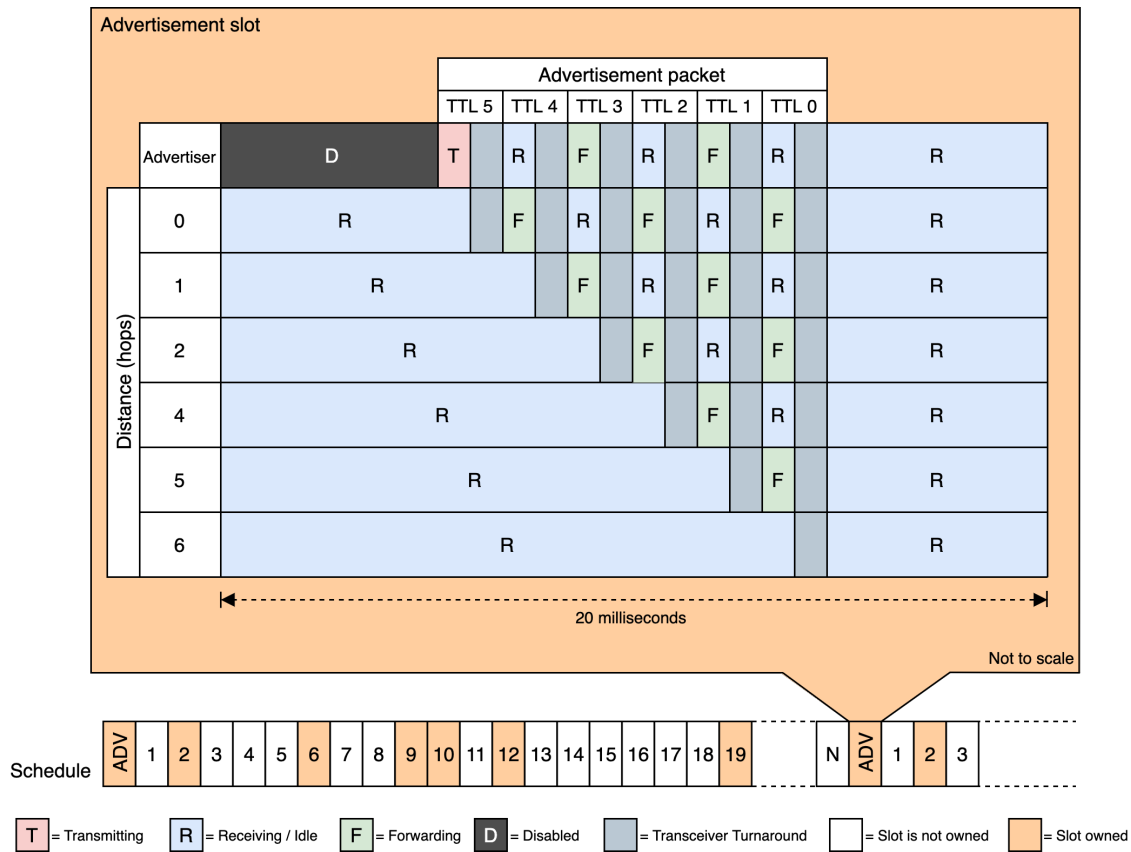 Advertisement slot
Advertisement packet
TTL 5 TTL 4 TTL 3 TTL 2 TTL 1 TTL 0
Advertiser D T R F R F R R
Distance (hops)
0 R F R F R F R
1 R F R F R R
2 R F R F R
4 R F R R
5 R F R
6 R R
20 milliseconds
Not to scale
Schedule ADV 1 2 3 4 5 6 7 8 9 10 11 12 13 14 15 16 17 18 19 N ADV 1 2 3
T = Transmitting R = Receiving / Idle F = Forwarding D = Disabled = Transceiver Turnaround = Slot is not owned = Slot owned